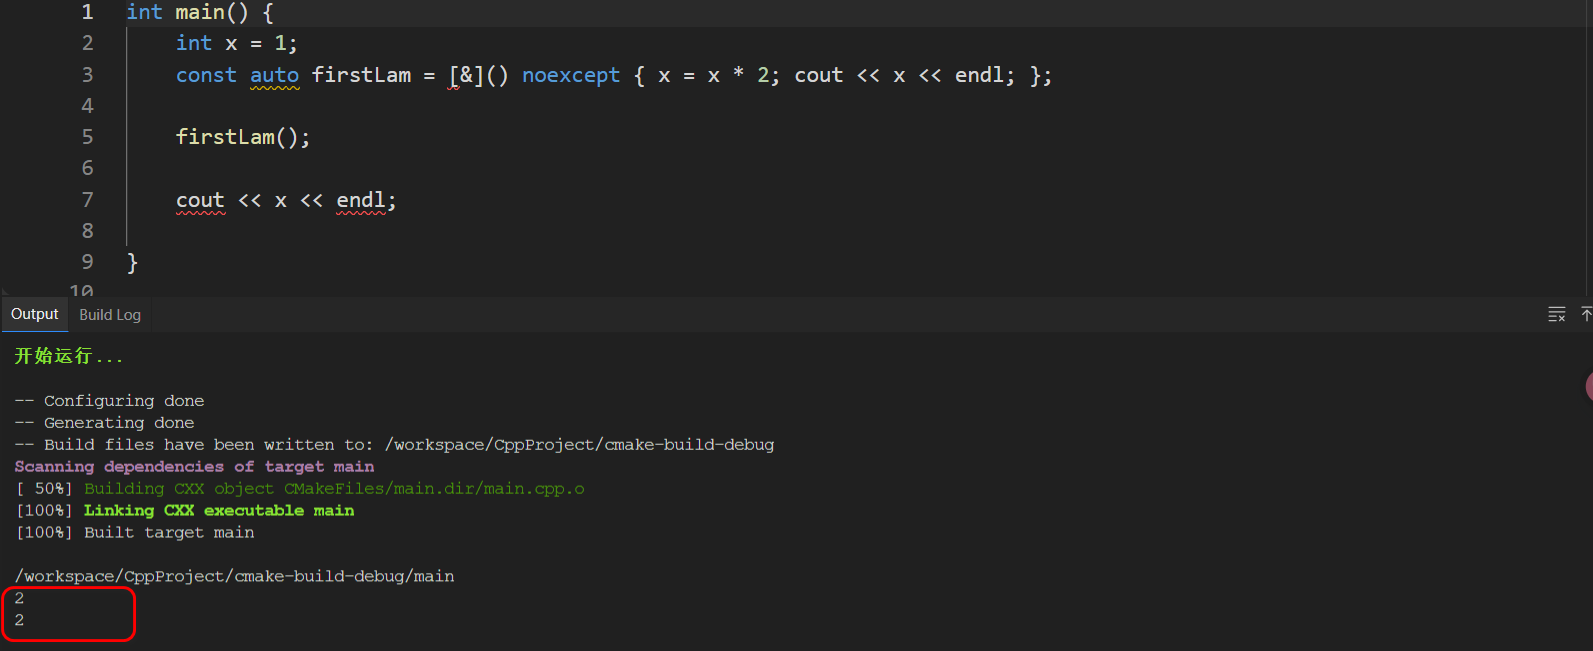 1 int main() {
2 int x = 1;
3 const auto firstLam = [&]() noexcept { x = x * 2; cout << x << endl; };
4
5 firstLam();
6
7 cout << x << endl;
8
9 }
10
Output Build Log
开始运行...
-- Configuring done
-- Generating done
-- Build files have been written to: /workspace/CppProject/cmake-build-debug
Scanning dependencies of target main
[ 50%] Building CXX object CMakeFiles/main.dir/main.cpp.o
[100%] Linking CXX executable main
[100%] Built target main
/workspace/CppProject/cmake-build-debug/main
2
2